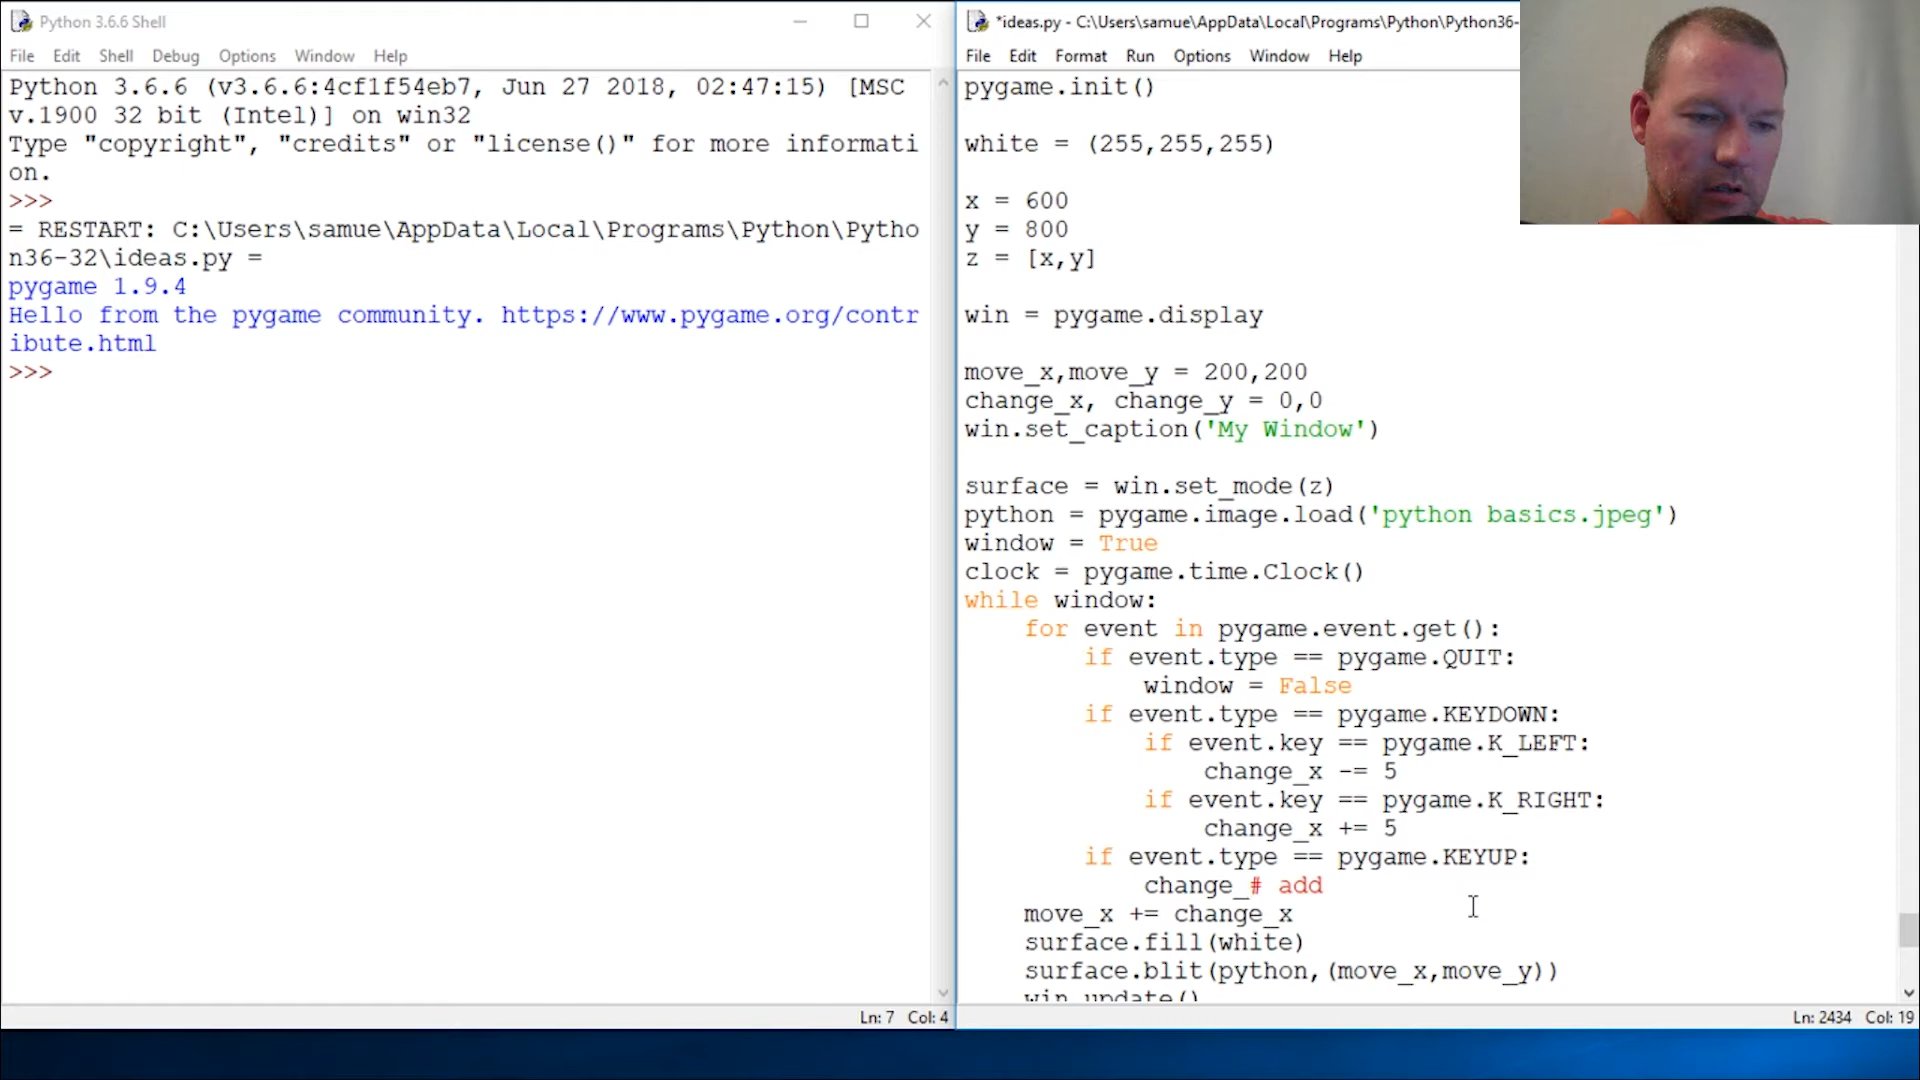 Python 3.6.6 Shell
File Edit Shell Debug Options Window Help
Python 3.6.6 (v3.6.6:4cf1f54eb7, Jun 27 2018, 02:47:15) [MSC
v.1900 32 bit (Intel)] on win32
Type "copyright", "credits" or "license()" for more informati
on.
>>>
= RESTART: C:\Users\samue\AppData\Local\Programs\Python\Pytho
n36-32\ideas.py =
pygame 1.9.4
Hello from the pygame community. https://www.pygame.org/contr
ibute.html
>>>
Ln: 7 Col: 4
*ideas.py - C:\Users\samue\AppData\Local\Programs\Python\Python36-
File Edit Format Run Options Window Help
pygame.init()
white = (255,255,255)
x = 600
y = 800
z = [x,y]
win = pygame.display
move_x,move_y = 200,200
change_x, change_y = 0,0
win.set_caption('My Window')
surface = win.set_mode(z)
python = pygame.image.load('python basics.jpeg')
window = True
clock = pygame.time.Clock()
while window:
for event in pygame.event.get():
if event.type == pygame.QUIT:
window = False
if event.type == pygame.KEYDOWN:
if event.key == pygame.K_LEFT:
change_x -= 5
if event.key == pygame.K_RIGHT:
change_x += 5
if event.type == pygame.KEYUP:
change_# add
move_x += change_x
surface.fill(white)
surface.blit(python,(move_x,move_y))
win.update()
Ln: 2434 Col: 19